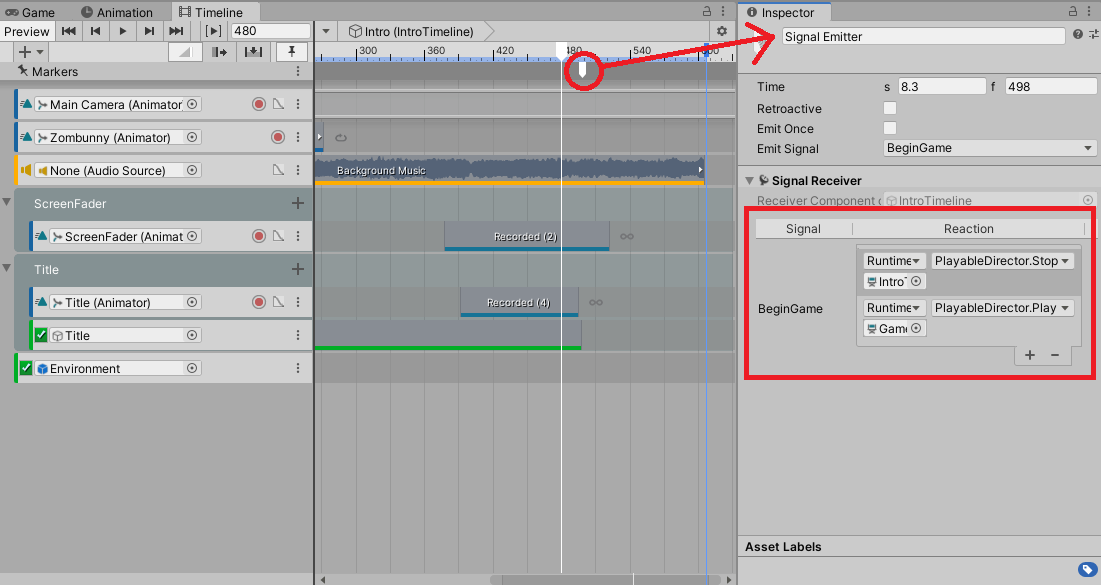 Game Animation Timeline
Preview 480 Intro (IntroTimeline)
300 360 420 480 540
Markers
Main Camera (Animator
Zombunny (Animator)
None (Audio Source)
Background Music
ScreenFader
ScreenFader (Animat
Recorded (2)
Title
Title (Animator)
Recorded (4)
Title
Environment
Inspector
Signal Emitter
Time s 8.3 f 498
Retroactive
Emit Once
Emit Signal BeginGame
Signal Receiver
Receiver Component IntroTimeline
Signal Reaction
Runtime PlayableDirector.Stop
Intro
BeginGame
Runtime PlayableDirector.Play
Game
Asset Labels